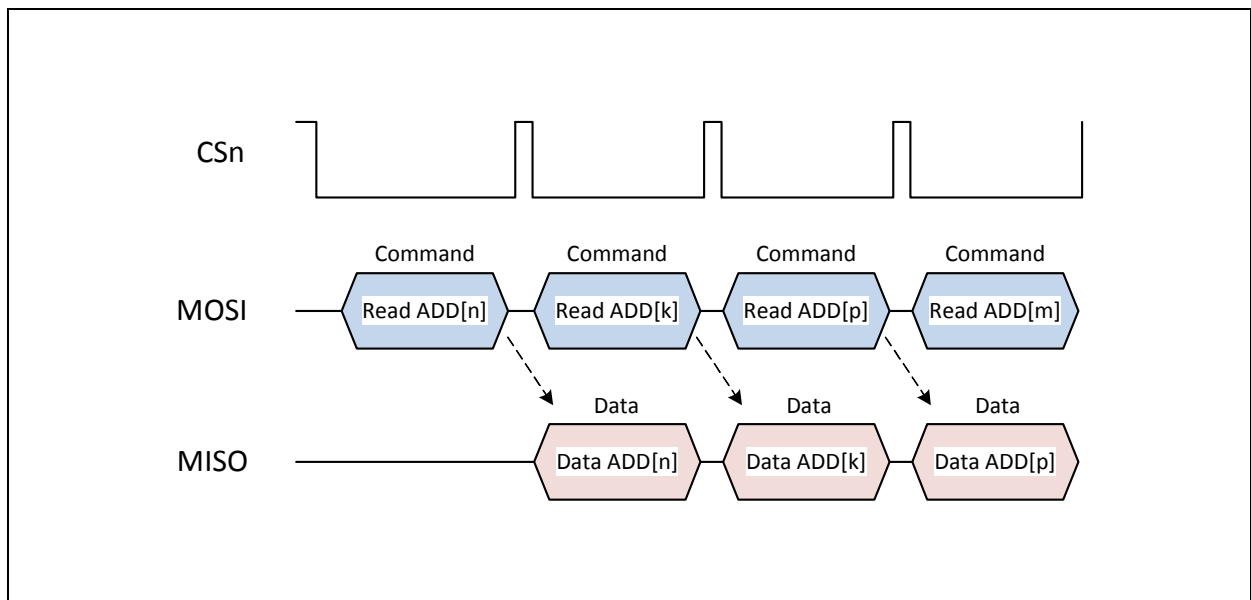 CSn
Command Command Command Command
MOSI Read ADD[n] Read ADD[k] Read ADD[p] Read ADD[m]
Data Data Data
MISO Data ADD[n] Data ADD[k] Data ADD[p]